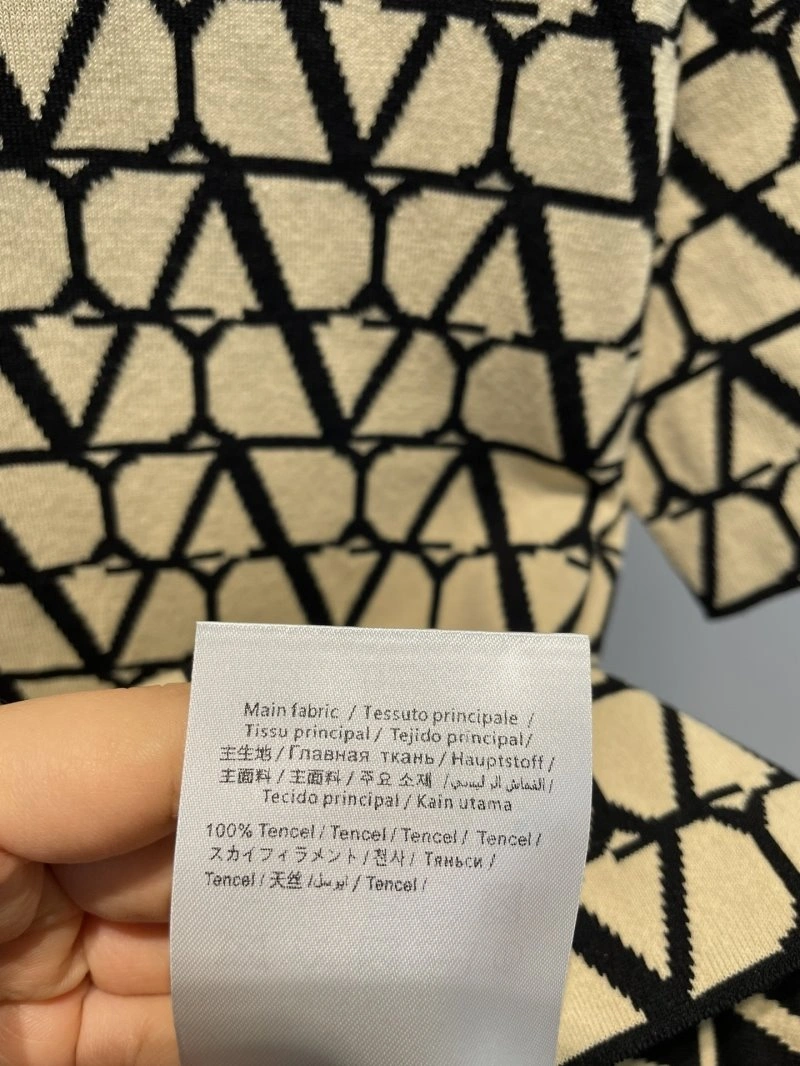 Main fabric / Tessuto principale /
Tissu principal / Tejido principal/
主生地/Главная ткань/Hauptstoff/
主面料/主面料/주요 소재 /القماش الرئيسي/
Tecido principal/Kain utama
100% Tencel/Tencel/Tencel/ Tencel/
スカイフィラメント/천사/ Тяньси /
Tencel/天丝/ / Tencel/